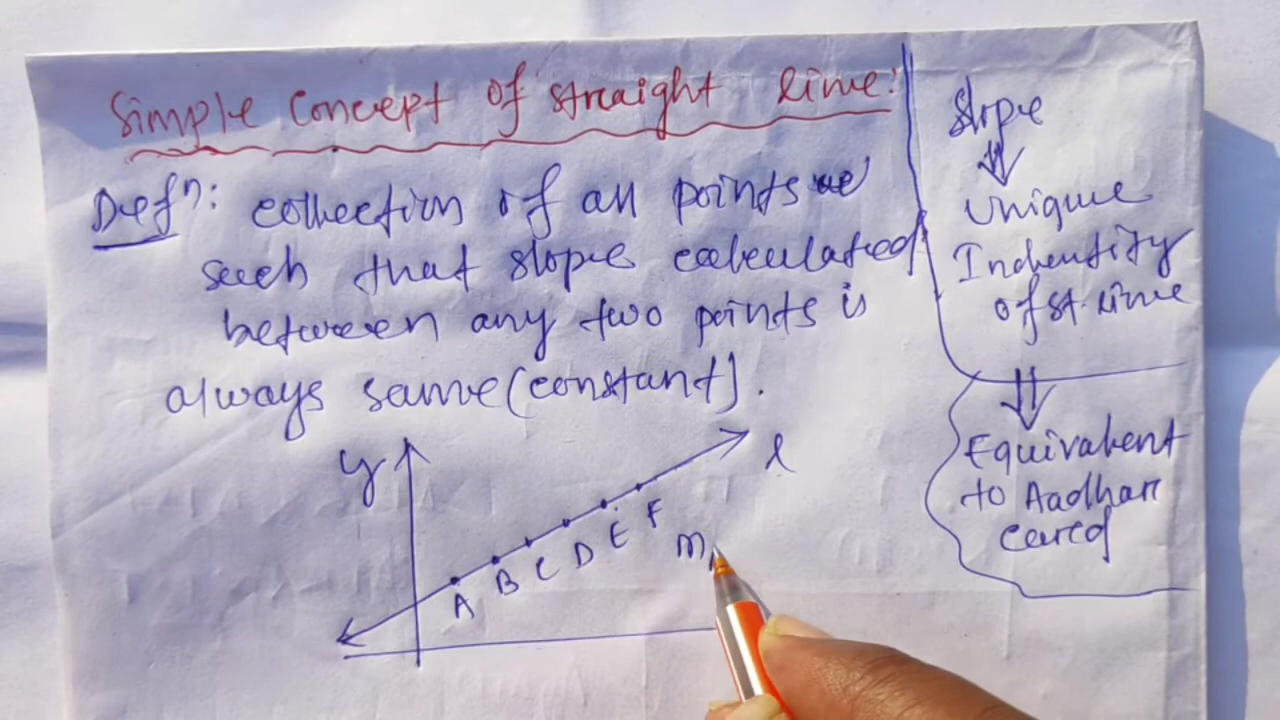 Simple Concept of straight line:
Defn: collection of all points
such that slope calculated
between any two points is
always same (constant).
y
l
A B C D E F
m
Slope
Unique
Indentity
of st. line
Equivalent
to Aadhar
card